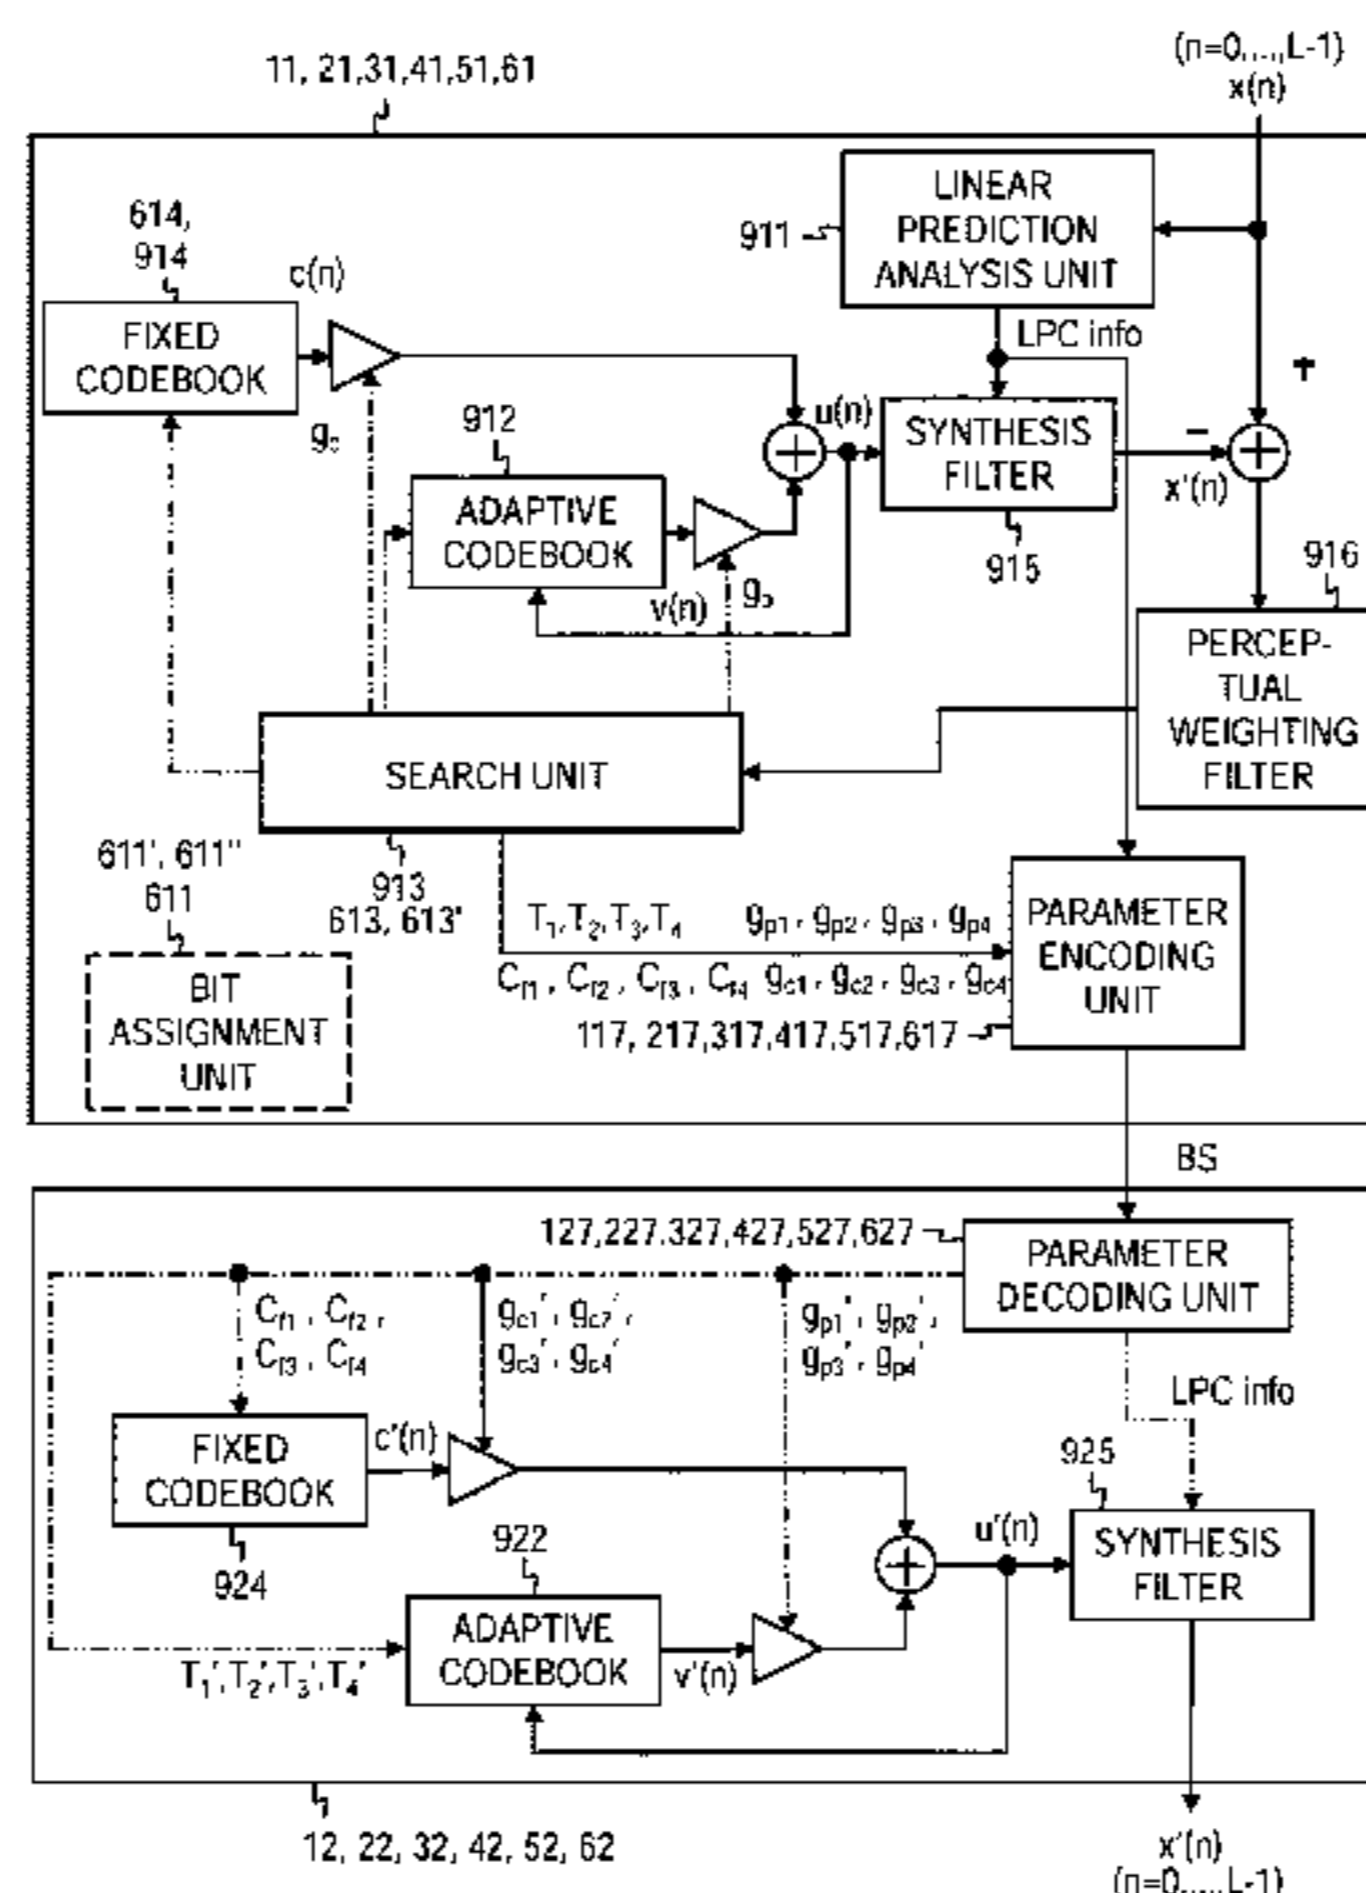 (n=0,...,L-1)
x(n)
11, 21,31,41,51,61
LINEAR
PREDICTION
ANALYSIS UNIT
911
614,
914
c(n)
FIXED
CODEBOOK
LPC info
+
gc
912
u(n)
SYNTHESIS
FILTER
−
x'(n)
915
ADAPTIVE
CODEBOOK
v(n)
gp
916
PERCEP-
TUAL
WEIGHTING
FILTER
SEARCH UNIT
913
613, 613'
611', 611"
611
BIT
ASSIGNMENT
UNIT
T1,T2,T3,T4
gp1, gp2, gp3, gp4
Cf1, Cf2, Cf3, Cf4
gc1, gc2, gc3, gc4
PARAMETER
ENCODING
UNIT
117, 217,317,417,517,617
BS
127,227.327,427,527,627
PARAMETER
DECODING UNIT
Cf1, Cf2,
Cf3, Cf4
gc1', gc2',
gc3', gc4'
gp1', gp2',
gp3', gp4'
LPC info
FIXED
CODEBOOK
924
c'(n)
925
u'(n)
SYNTHESIS
FILTER
922
ADAPTIVE
CODEBOOK
T1',T2',T3',T4'
v'(n)
12, 22, 32, 42, 52, 62
x'(n)
(n=0,...,L-1)